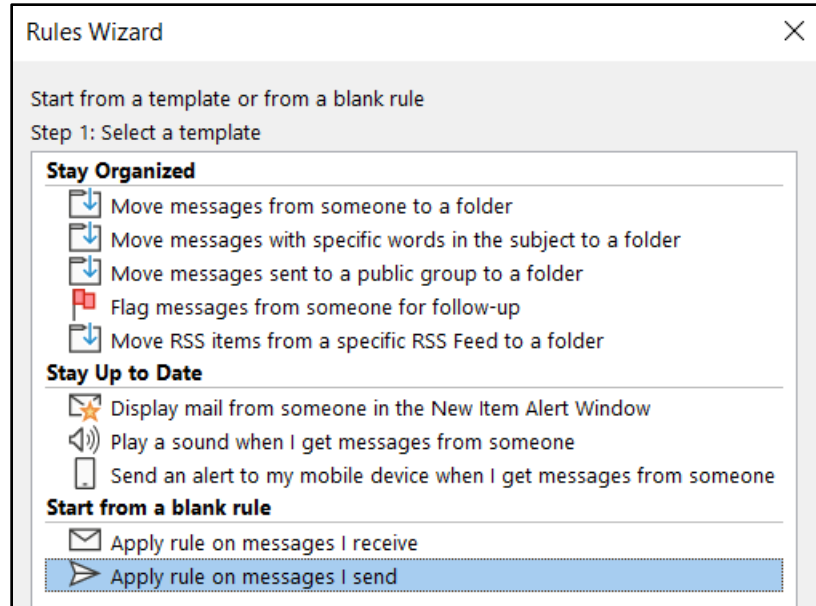 Rules Wizard
Start from a template or from a blank rule
Step 1: Select a template
Stay Organized
Move messages from someone to a folder
Move messages with specific words in the subject to a folder
Move messages sent to a public group to a folder
Flag messages from someone for follow-up
Move RSS items from a specific RSS Feed to a folder
Stay Up to Date
Display mail from someone in the New Item Alert Window
Play a sound when I get messages from someone
Send an alert to my mobile device when I get messages from someone
Start from a blank rule
Apply rule on messages I receive
Apply rule on messages I send